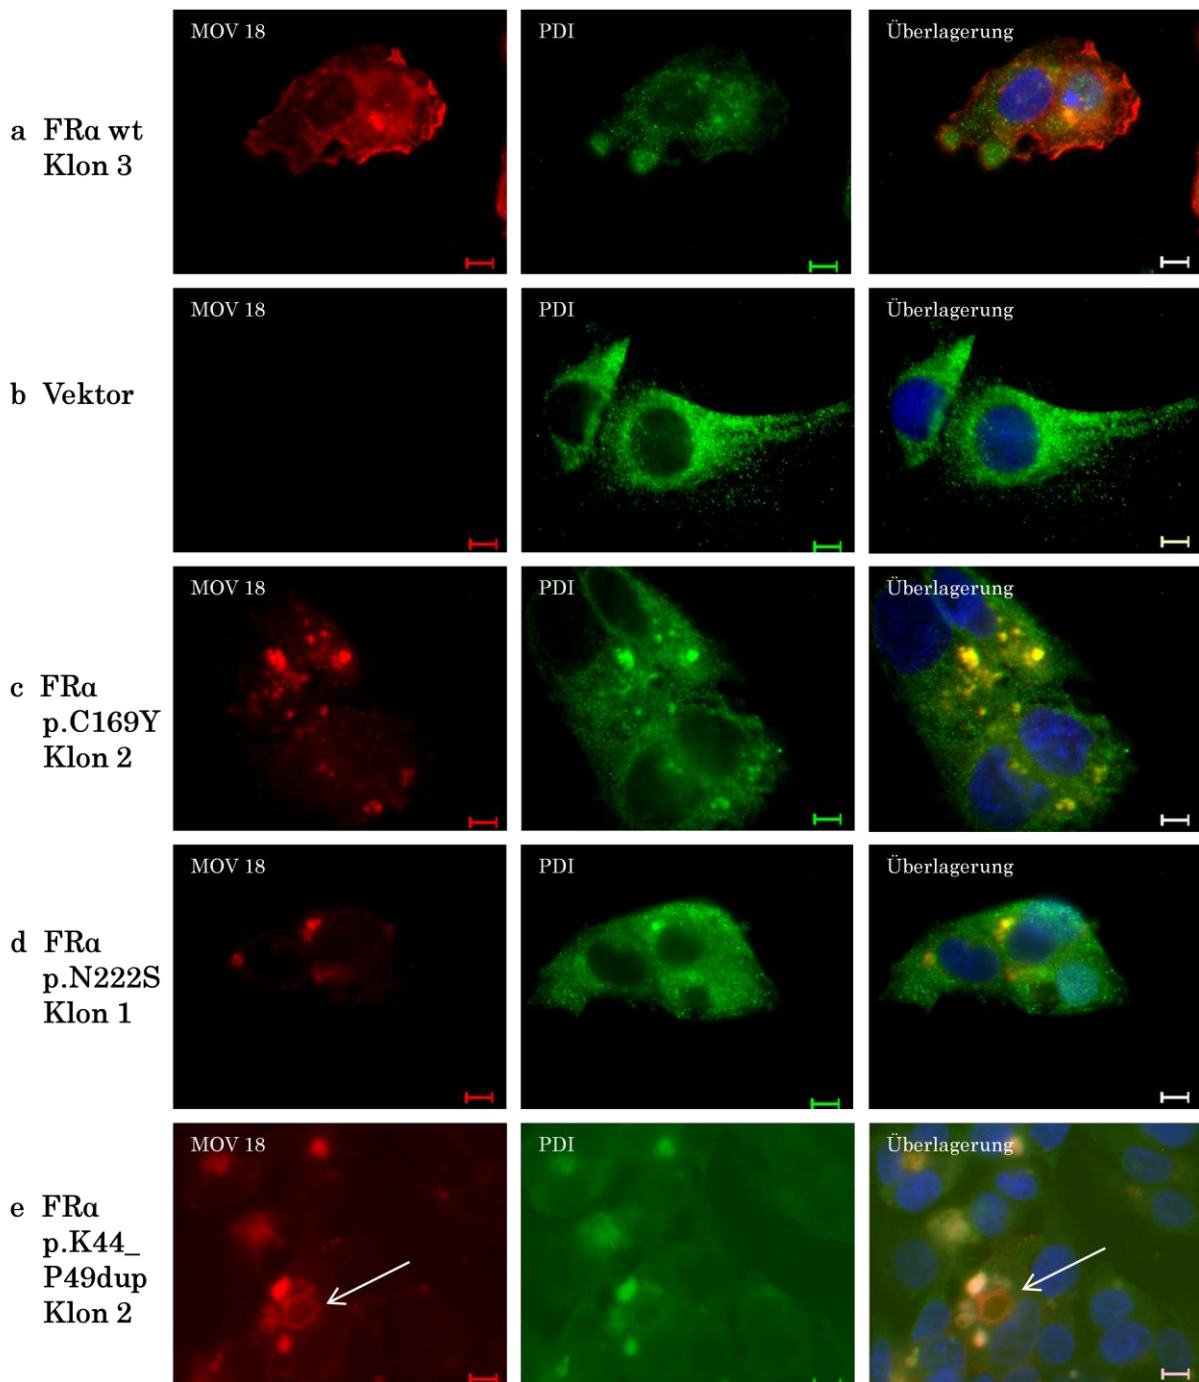 MOV 18
PDI
Überlagerung
a FRα wt
Klon 3
MOV 18
PDI
Überlagerung
b Vektor
MOV 18
PDI
Überlagerung
c FRα
p.C169Y
Klon 2
MOV 18
PDI
Überlagerung
d FRα
p.N222S
Klon 1
MOV 18
PDI
Überlagerung
e FRα
p.K44_
P49dup
Klon 2